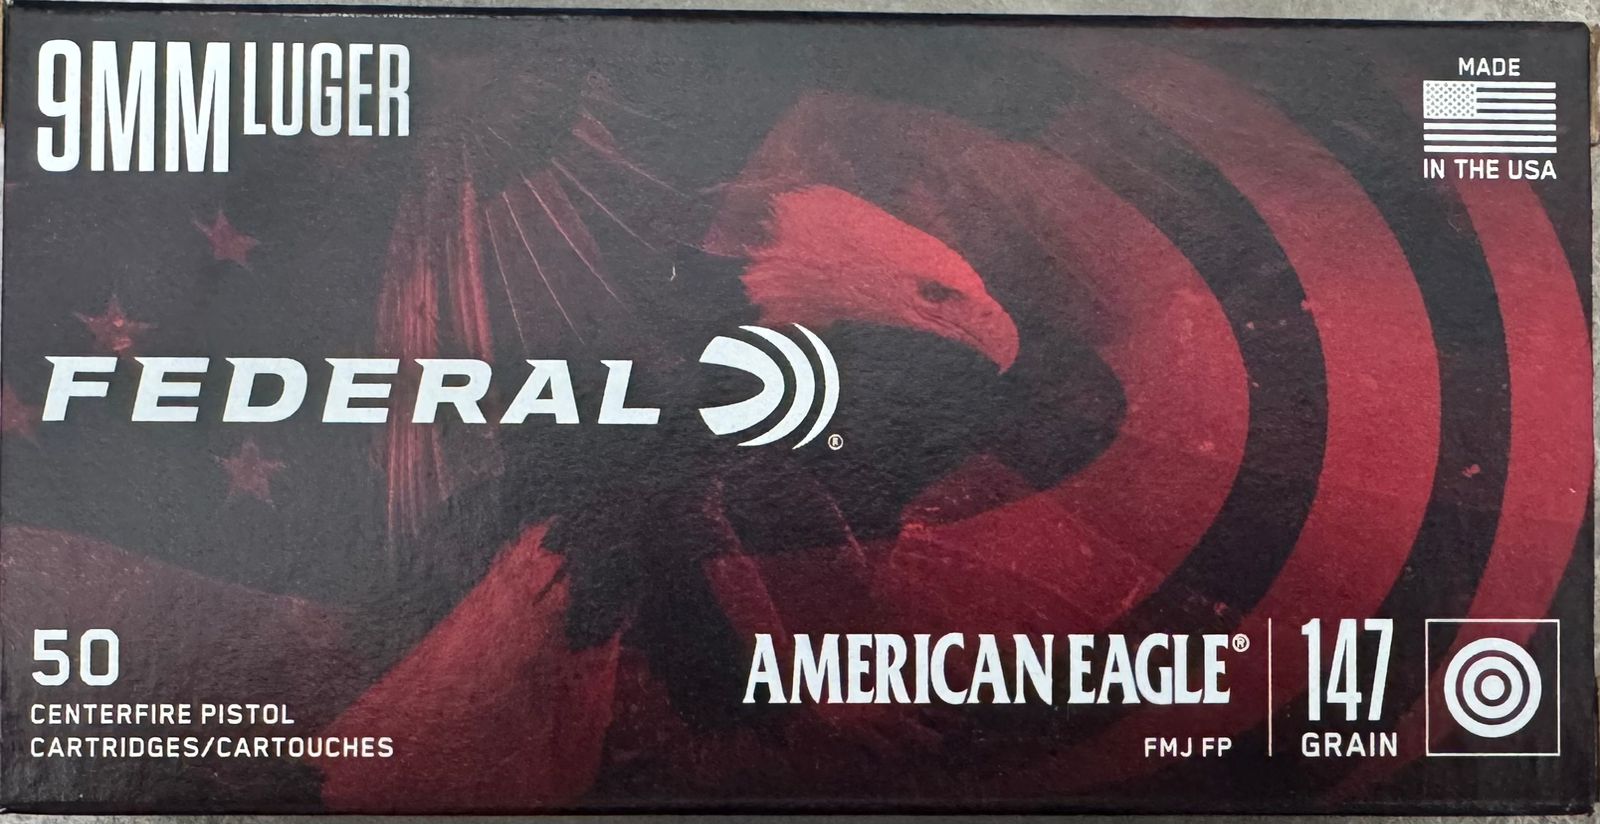 9MM LUGER
MADE
IN THE USA
FEDERAL ®
50
CENTERFIRE PISTOL
CARTRIDGES/CARTOUCHES
AMERICAN EAGLE®
FMJ FP
147
GRAIN